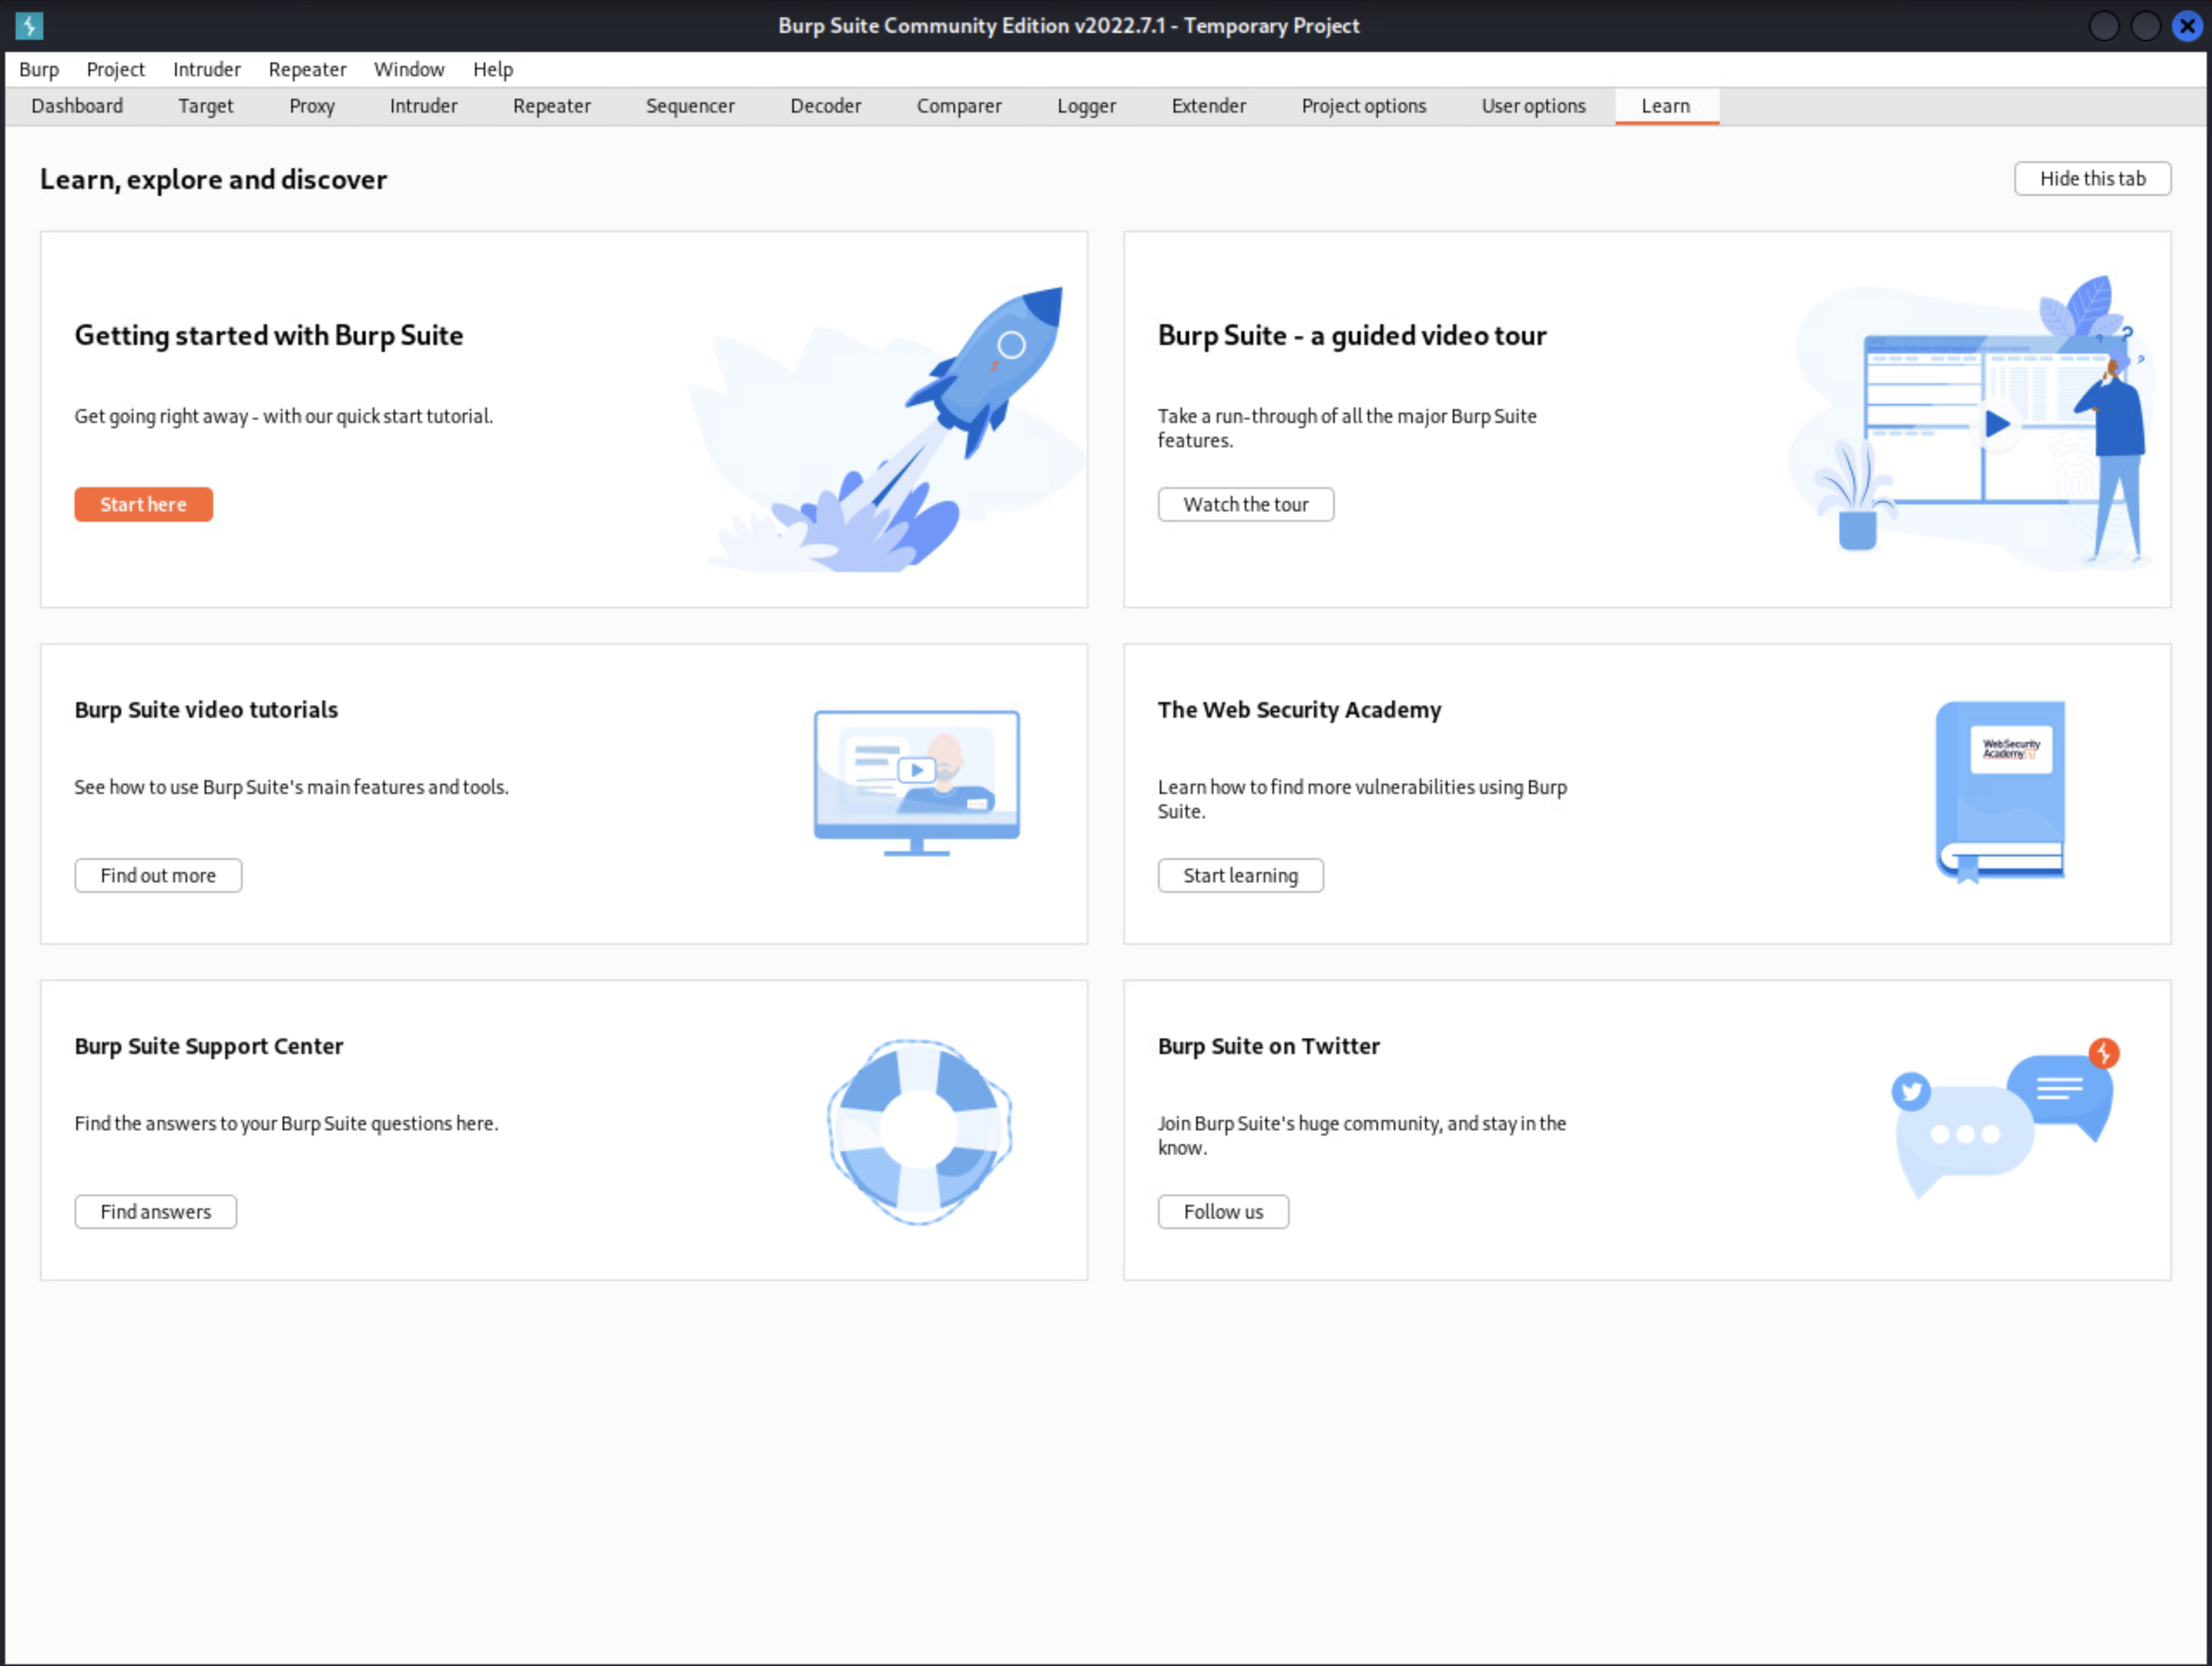 Burp Suite Community Edition v2022.7.1 - Temporary Project
Burp Project Intruder Repeater Window Help
Dashboard Target Proxy Intruder Repeater Sequencer Decoder Comparer Logger Extender Project options User options Learn
Learn, explore and discover
Hide this tab
Getting started with Burp Suite
Get going right away - with our quick start tutorial.
Start here
Burp Suite - a guided video tour
Take a run-through of all the major Burp Suite
features.
Watch the tour
Burp Suite video tutorials
See how to use Burp Suite's main features and tools.
Find out more
The Web Security Academy
Learn how to find more vulnerabilities using Burp
Suite.
Start learning
WebSecurity
Academy
Burp Suite Support Center
Find the answers to your Burp Suite questions here.
Find answers
Burp Suite on Twitter
Join Burp Suite's huge community, and stay in the
know.
Follow us